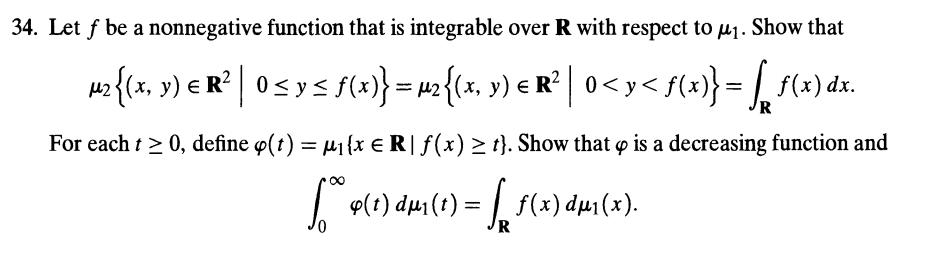 34. Let f be a nonnegative function that is integrable over R with respect to μ₁. Show that
μ₂{(x, y) ∈ R² | 0 ≤ y ≤ f(x)} = μ₂{(x, y) ∈ R² | 0 < y < f(x)} = ∫_R f(x) dx.
For each t ≥ 0, define φ(t) = μ₁{x ∈ R | f(x) ≥ t}. Show that φ is a decreasing function and
∫₀^∞ φ(t) dμ₁(t) = ∫_R f(x) dμ₁(x).